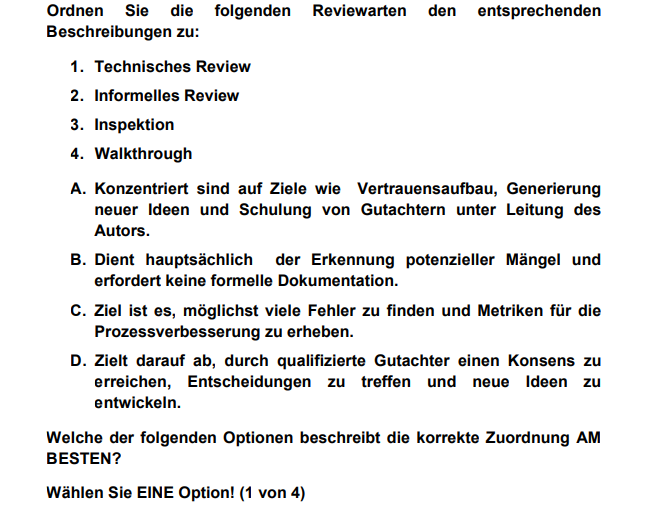 Ordnen Sie die folgenden Reviewarten den entsprechenden
Beschreibungen zu:
1. Technisches Review
2. Informelles Review
3. Inspektion
4. Walkthrough
A. Konzentriert sind auf Ziele wie Vertrauensaufbau, Generierung
neuer Ideen und Schulung von Gutachtern unter Leitung des
Autors.
B. Dient hauptsächlich der Erkennung potenzieller Mängel und
erfordert keine formelle Dokumentation.
C. Ziel ist es, möglichst viele Fehler zu finden und Metriken für die
Prozessverbesserung zu erheben.
D. Zielt darauf ab, durch qualifizierte Gutachter einen Konsens zu
erreichen, Entscheidungen zu treffen und neue Ideen zu
entwickeln.
Welche der folgenden Optionen beschreibt die korrekte Zuordnung AM
BESTEN?
Wählen Sie EINE Option! (1 von 4)